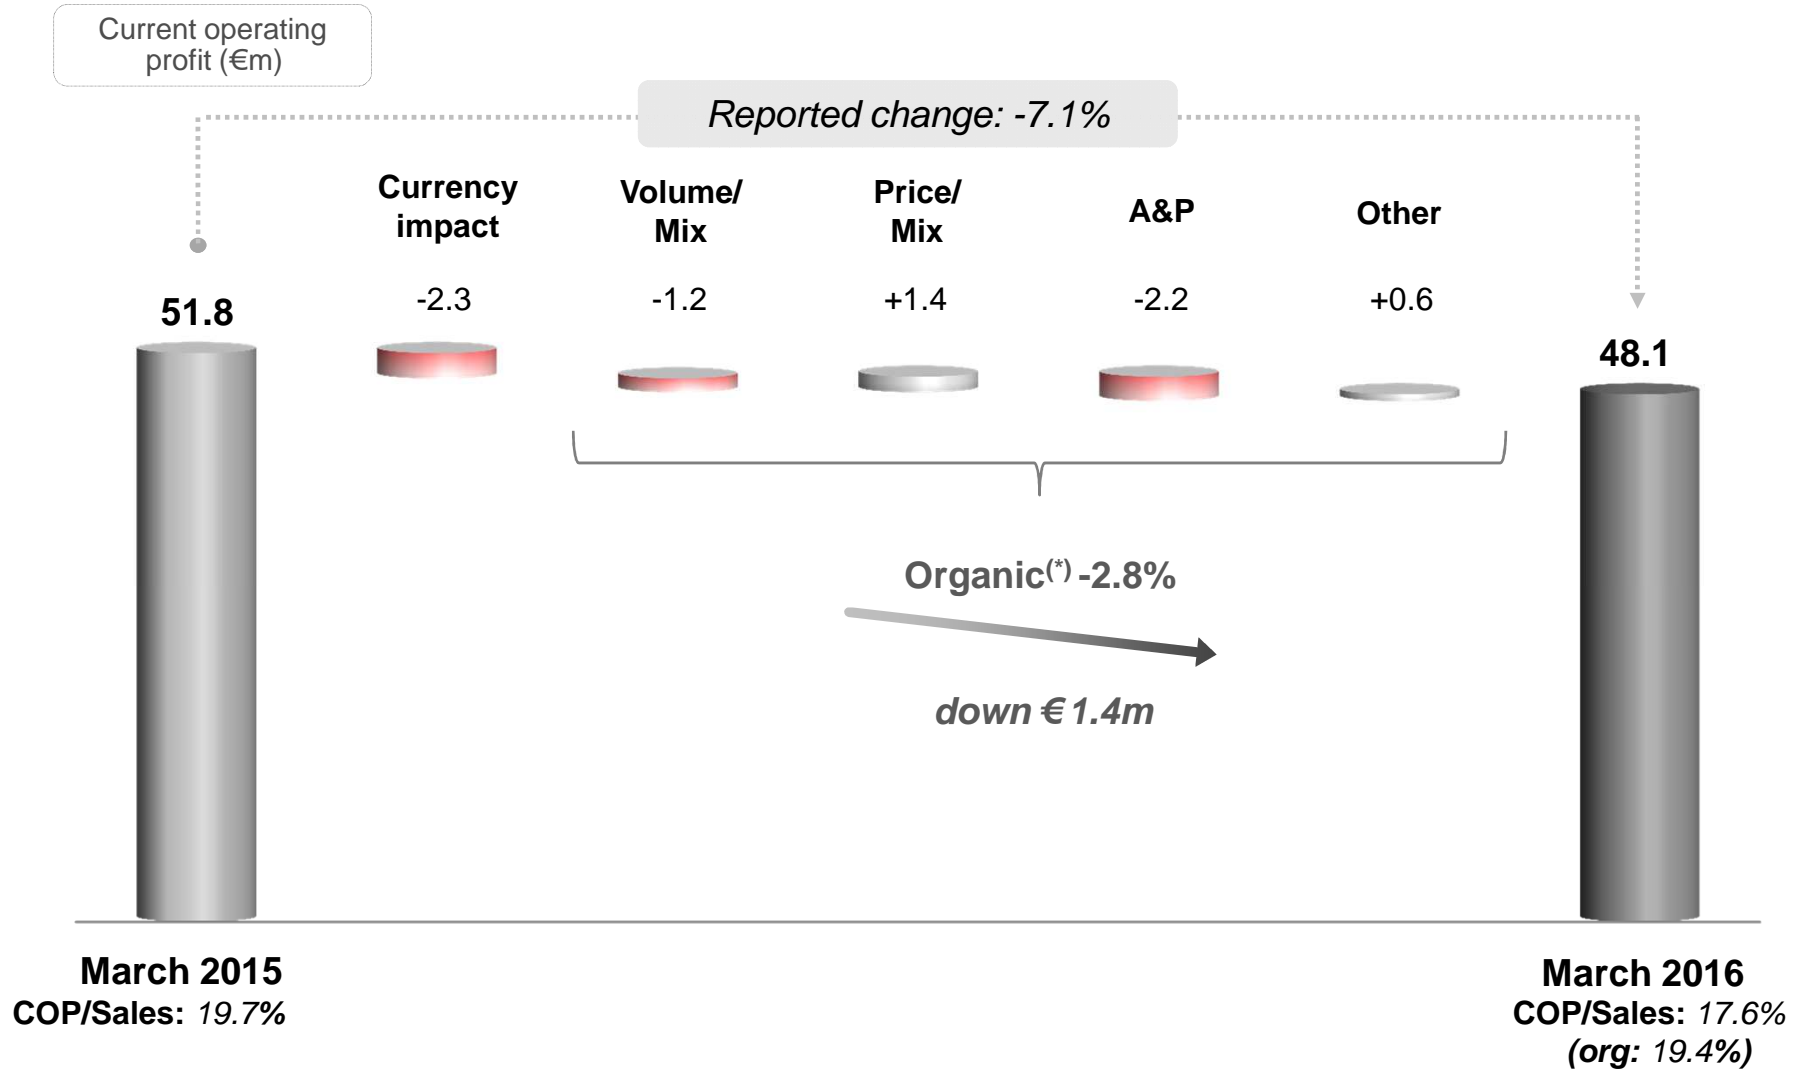 Current operating
profit (€m)
Reported change: -7.1%
Currency
impact
Volume/
Mix
Price/
Mix
A&P
Other
51.8
-2.3
-1.2
+1.4
-2.2
+0.6
48.1
Organic(*) -2.8%
down € 1.4m
March 2015
COP/Sales: 19.7%
March 2016
COP/Sales: 17.6%
(org: 19.4%)